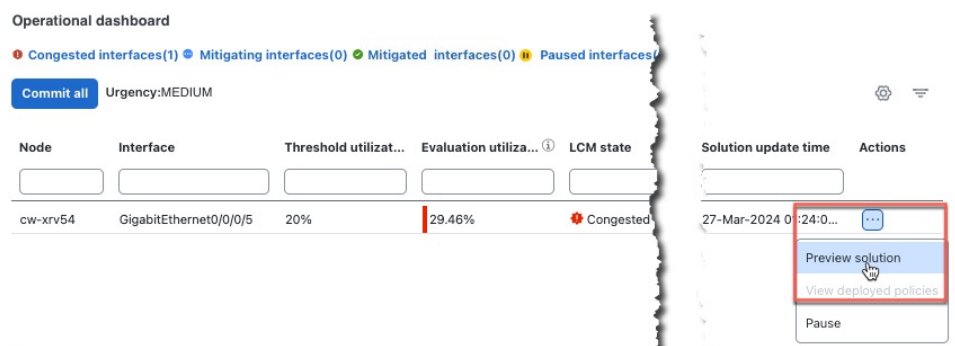 Operational dashboard
Congested interfaces(1) Mitigating interfaces(0) Mitigated interfaces(0) Paused interfaces(
Commit all Urgency:MEDIUM
Node Interface Threshold utilizat... Evaluation utiliza... LCM state Solution update time Actions
cw-xrv54 GigabitEthernet0/0/0/5 20% 29.46% Congested 27-Mar-2024 01:24:0... ...
Preview solution
View deployed policies
Pause